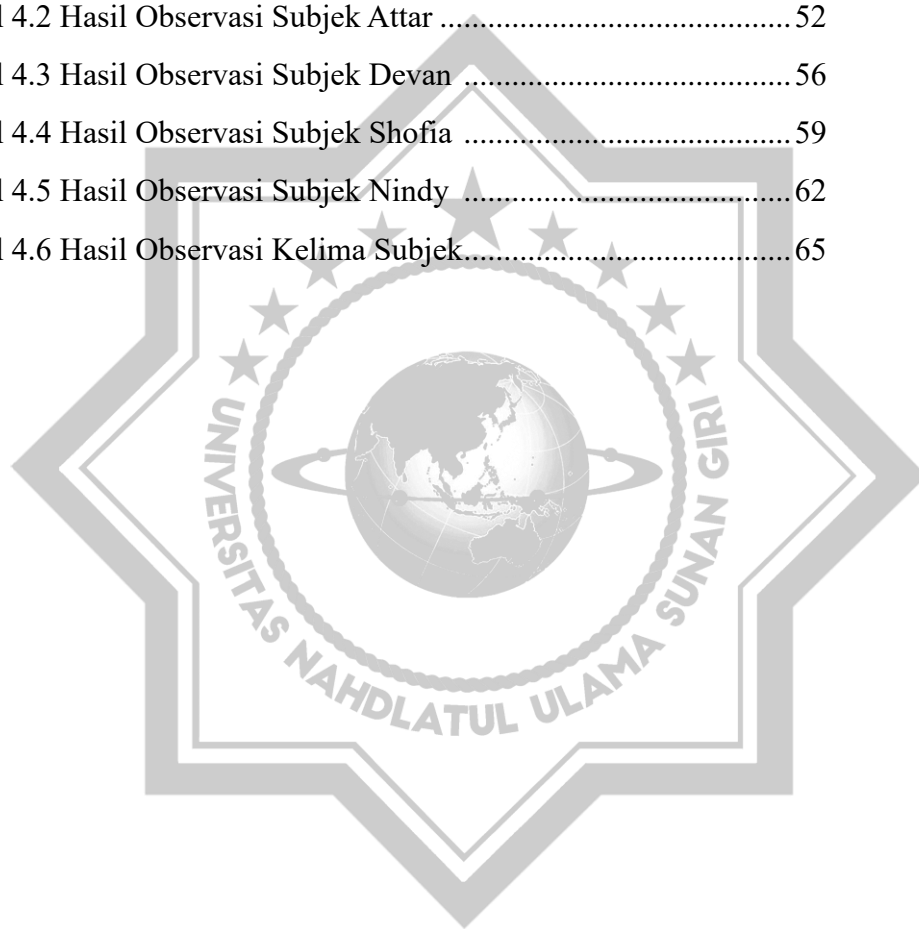 l 4.2 Hasil Observasi Subjek Attar ..................................................... 52
l 4.3 Hasil Observasi Subjek Devan ................................................. 56
l 4.4 Hasil Observasi Subjek Shofia ................................................. 59
l 4.5 Hasil Observasi Subjek Nindy ................................................. 62
l 4.6 Hasil Observasi Kelima Subjek ................................................. 65
UNIVERSITAS NAHDLATUL ULAMA SUNAN GIRI